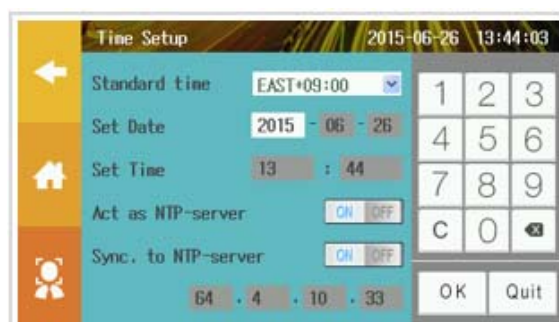 Time Setup 2015-06-26 13:44:03
Standard time EAST+09:00
Set Date 2015 - 06 - 26
Set Time 13 : 44
Act as NTP-server ON OFF
Sync. to NTP-server ON OFF
64 . 4 . 10 . 33
1 2 3
4 5 6
7 8 9
C 0
OK Quit